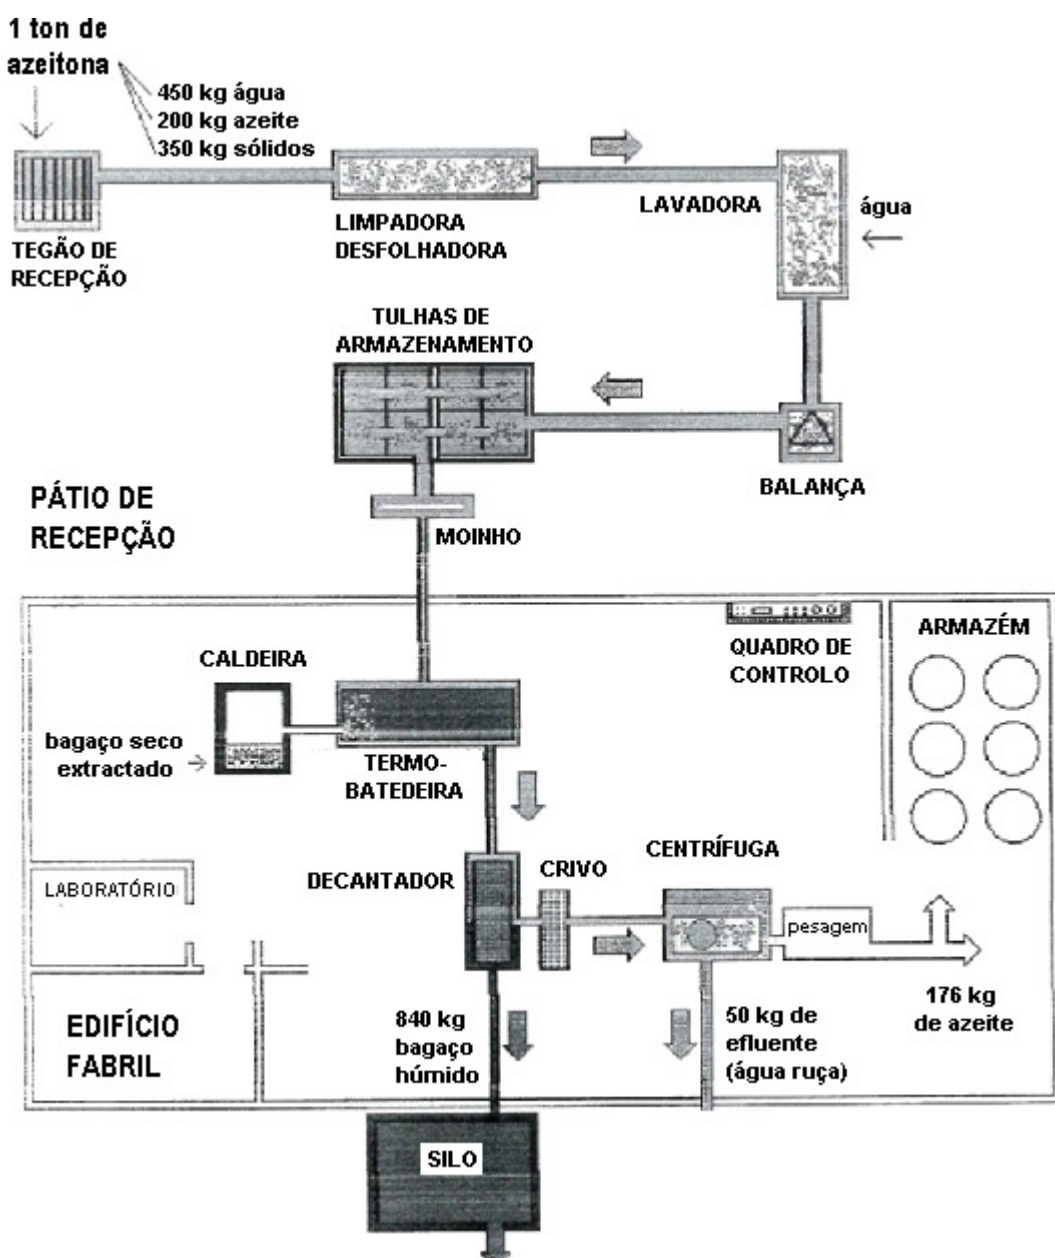 1 ton de
azeitona
450 kg água
200 kg azeite
350 kg sólidos
TEGÃO DE
RECEPÇÃO
LIMPADORA
DESFOLHADORA
LAVADORA
água
TULHAS DE
ARMAZENAMENTO
BALANÇA
PÁTIO DE
RECEPÇÃO
MOINHO
QUADRO DE
CONTROLO
ARMAZÉM
CALDEIRA
bagaço seco
extractado
TERMO-
BATEDEIRA
DECANTADOR
CRIVO
CENTRÍFUGA
LABORATÓRIO
pesagem
EDIFÍCIO
FABRIL
840 kg
bagaço
húmido
50 kg de
efluente
(água ruça)
176 kg
de azeite
SILO